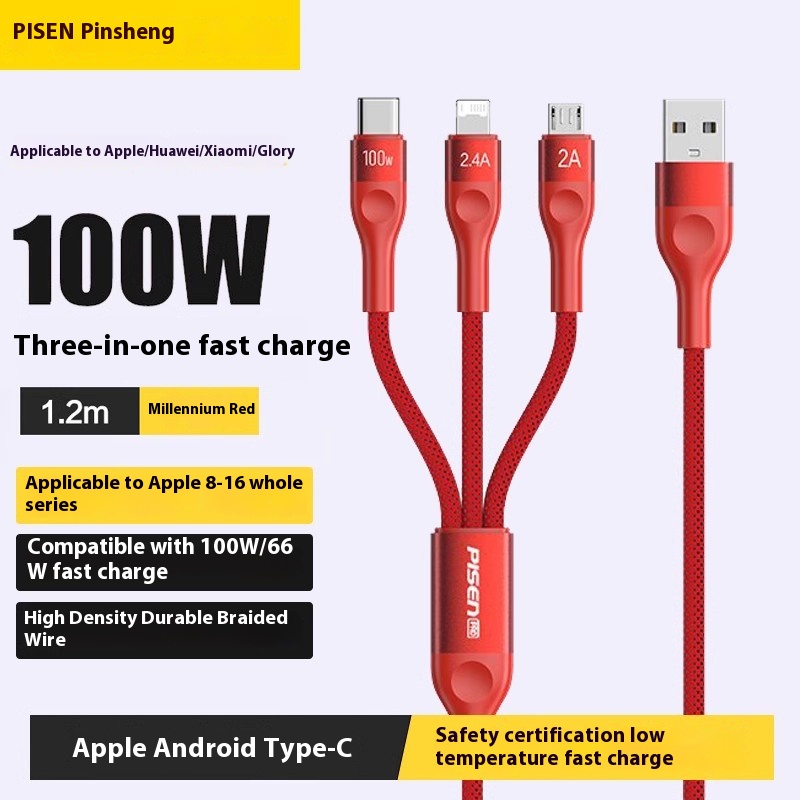 PISEN Pinsheng
Applicable to Apple/Huawei/Xiaomi/Glory
100W
Three-in-one fast charge
1.2m
Millennium Red
Applicable to Apple 8-16 whole
series
Compatible with 100W/66
W fast charge
High Density Durable Braided
Wire
100w
2.4A
2A
PISEN PRO
Apple Android Type-C
Safety certification low
temperature fast charge